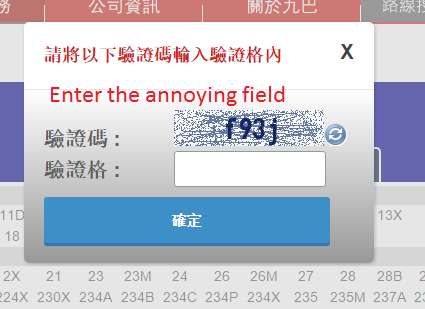 務 公司資訊 關於九巴 路線搜
請將以下驗證碼輸入驗證格內 X
Enter the annoying field
驗證碼： f93j
驗證格：
確定
11D 13X
18
2X 21 23 23M 24 26 26M 27 28 28B 2
224X 230X 234A 234B 234C 234P 234X 235 235M 237A 2